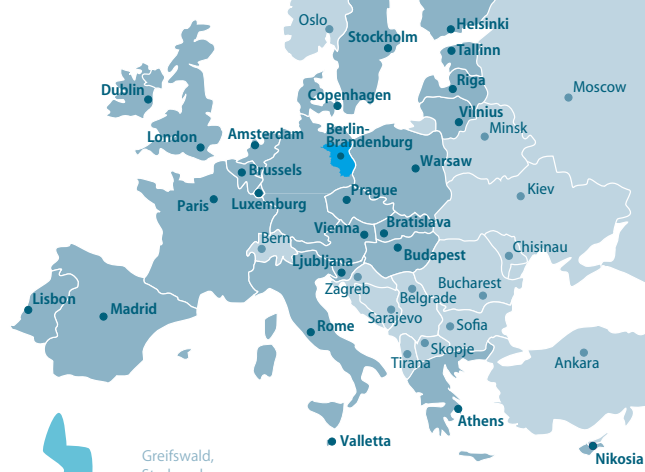 Oslo
Helsinki
Stockholm
Tallinn
Riga
Moscow
Dublin
Copenhagen
Vilnius
Minsk
London
Amsterdam
Berlin-
Brandenburg
Warsaw
Brussels
Kiev
Prague
Paris
Luxemburg
Vienna
Bratislava
Bern
Budapest
Chisinau
Ljubljana
Zagreb
Belgrade
Bucharest
Lisbon
Madrid
Sarajevo
Rome
Sofia
Skopje
Tirana
Ankara
Athens
Valletta
Nikosia
Greifswald,